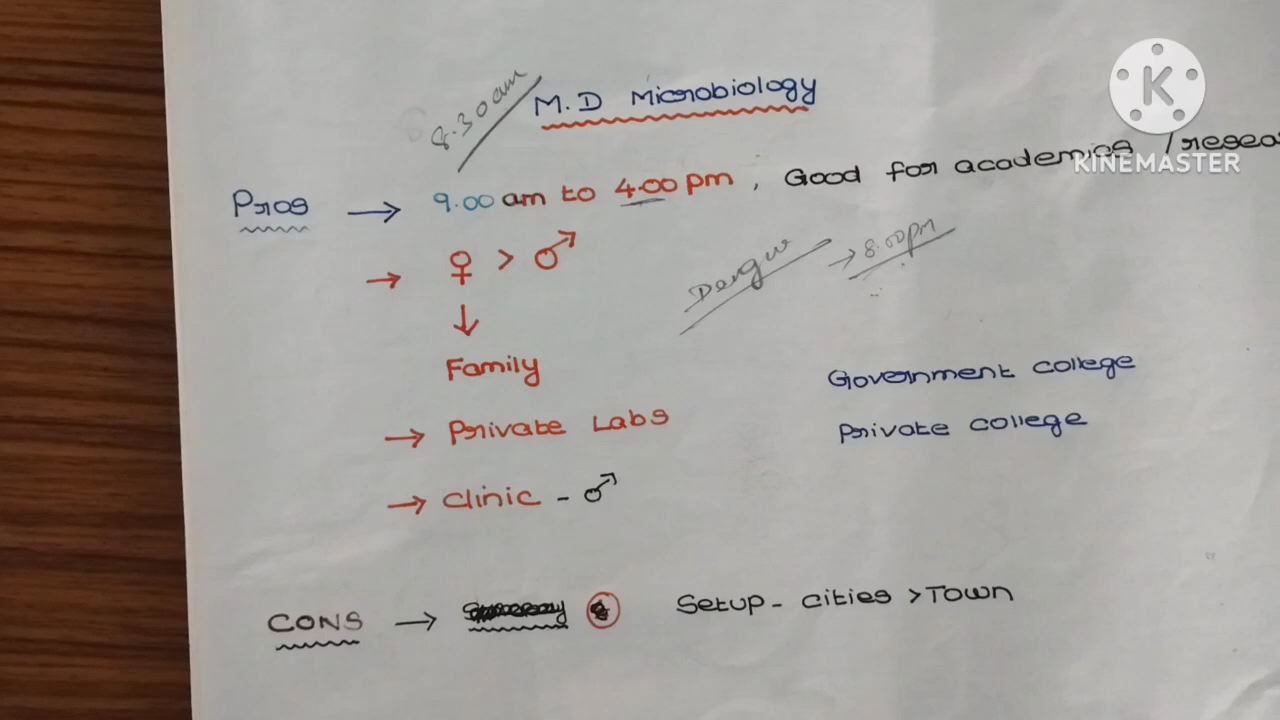 8.30am
M.D Microbiology
KINEMASTER
Pros → 9.00 am to 4.00 pm, Good for academics /resea
→ ♀ > ♂
Dengue → 8.00pm
↓
Family
Government college
→ Private Labs
Private college
→ clinic - ♂
CONS → Setup - cities > Town